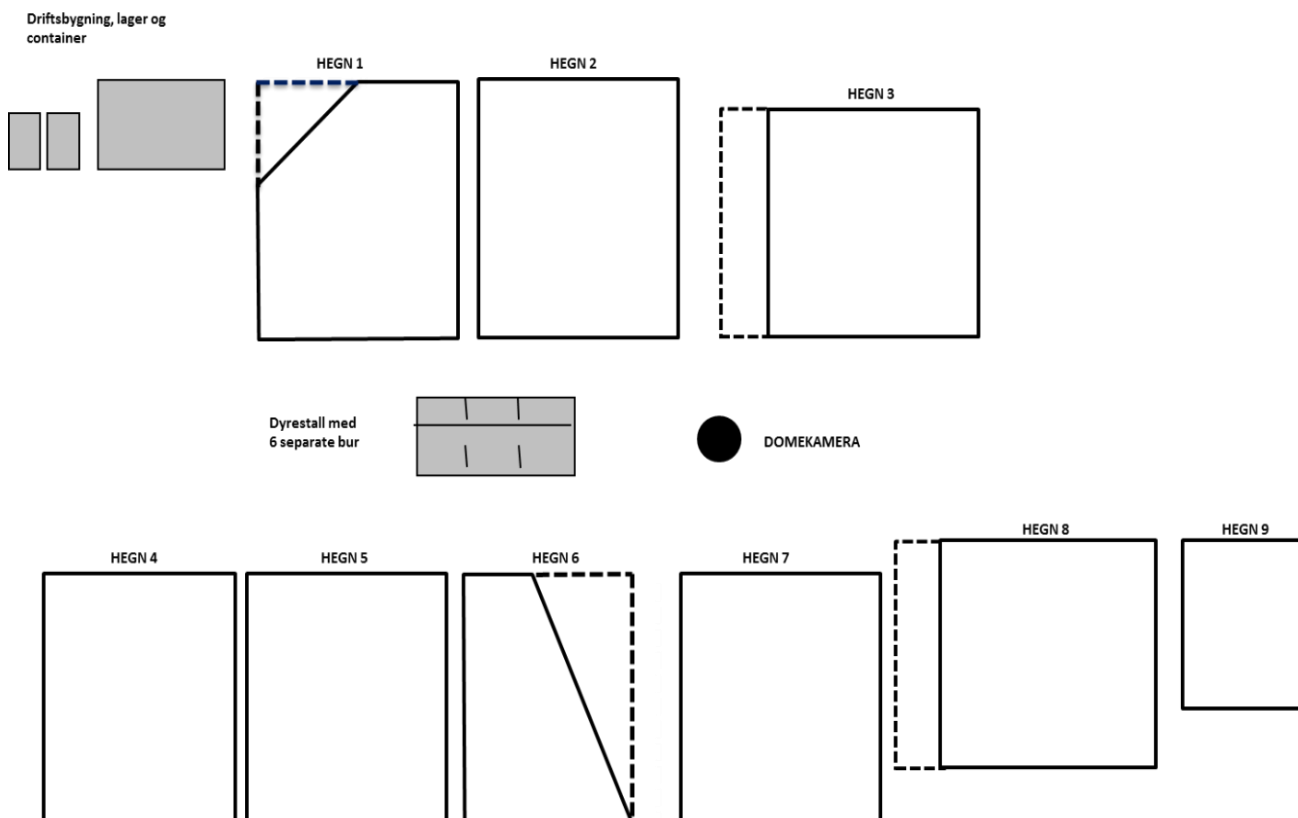 Driftsbygning, lager og
container
HEGN 1
HEGN 2
HEGN 3
Dyrestall med
6 separate bur
DOMEKAMERA
HEGN 4
HEGN 5
HEGN 6
HEGN 7
HEGN 8
HEGN 9